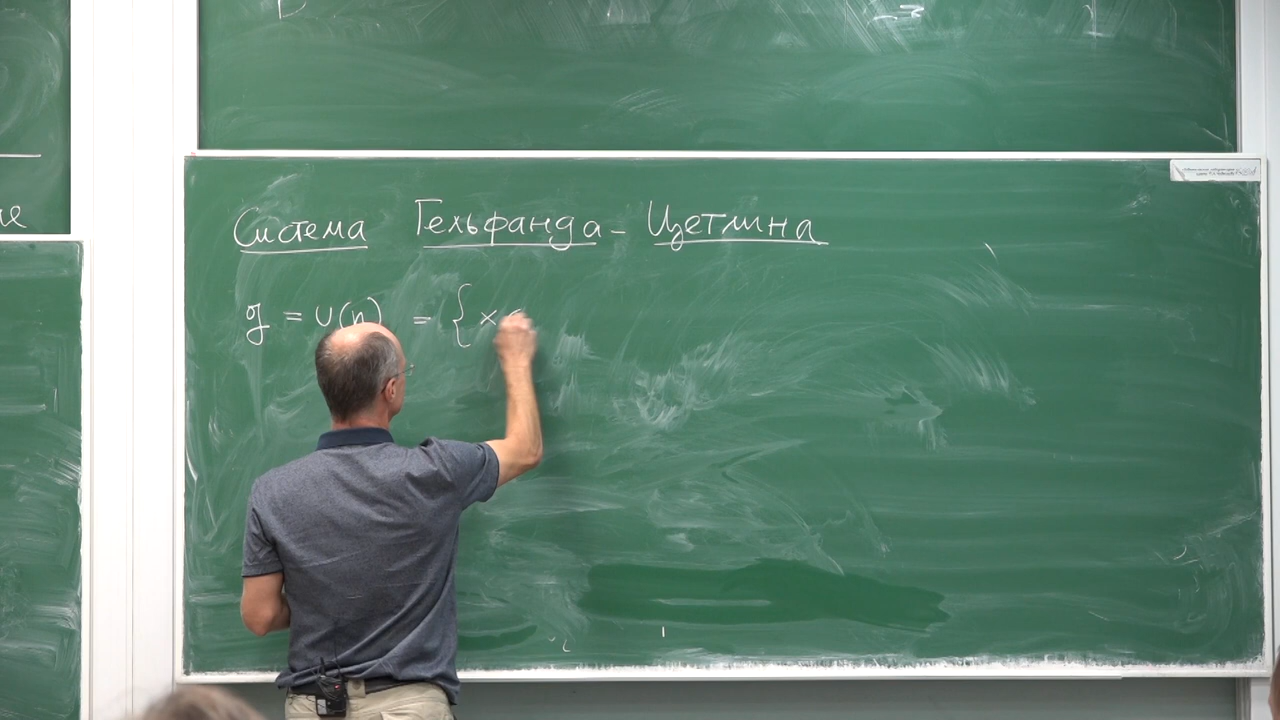 Система Гельфанда - Цетлина
g = u(n) = { x ∈